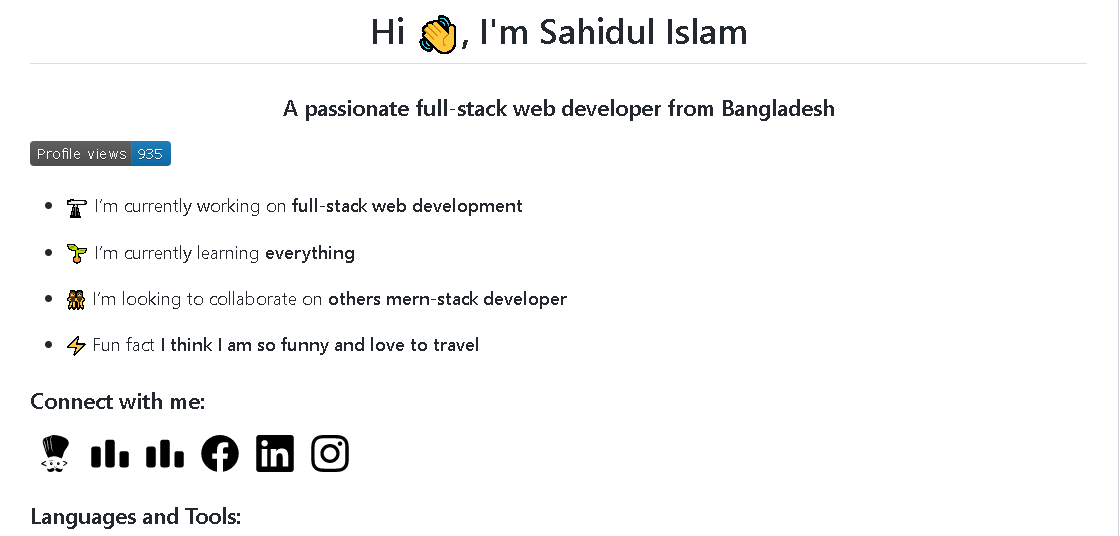 Hi 👋, I'm Sahidul Islam
A passionate full-stack web developer from Bangladesh
Profile views 935
I'm currently working on full-stack web development
I'm currently learning everything
I'm looking to collaborate on others mern-stack developer
Fun fact I think I am so funny and love to travel
Connect with me:
in
Languages and Tools: